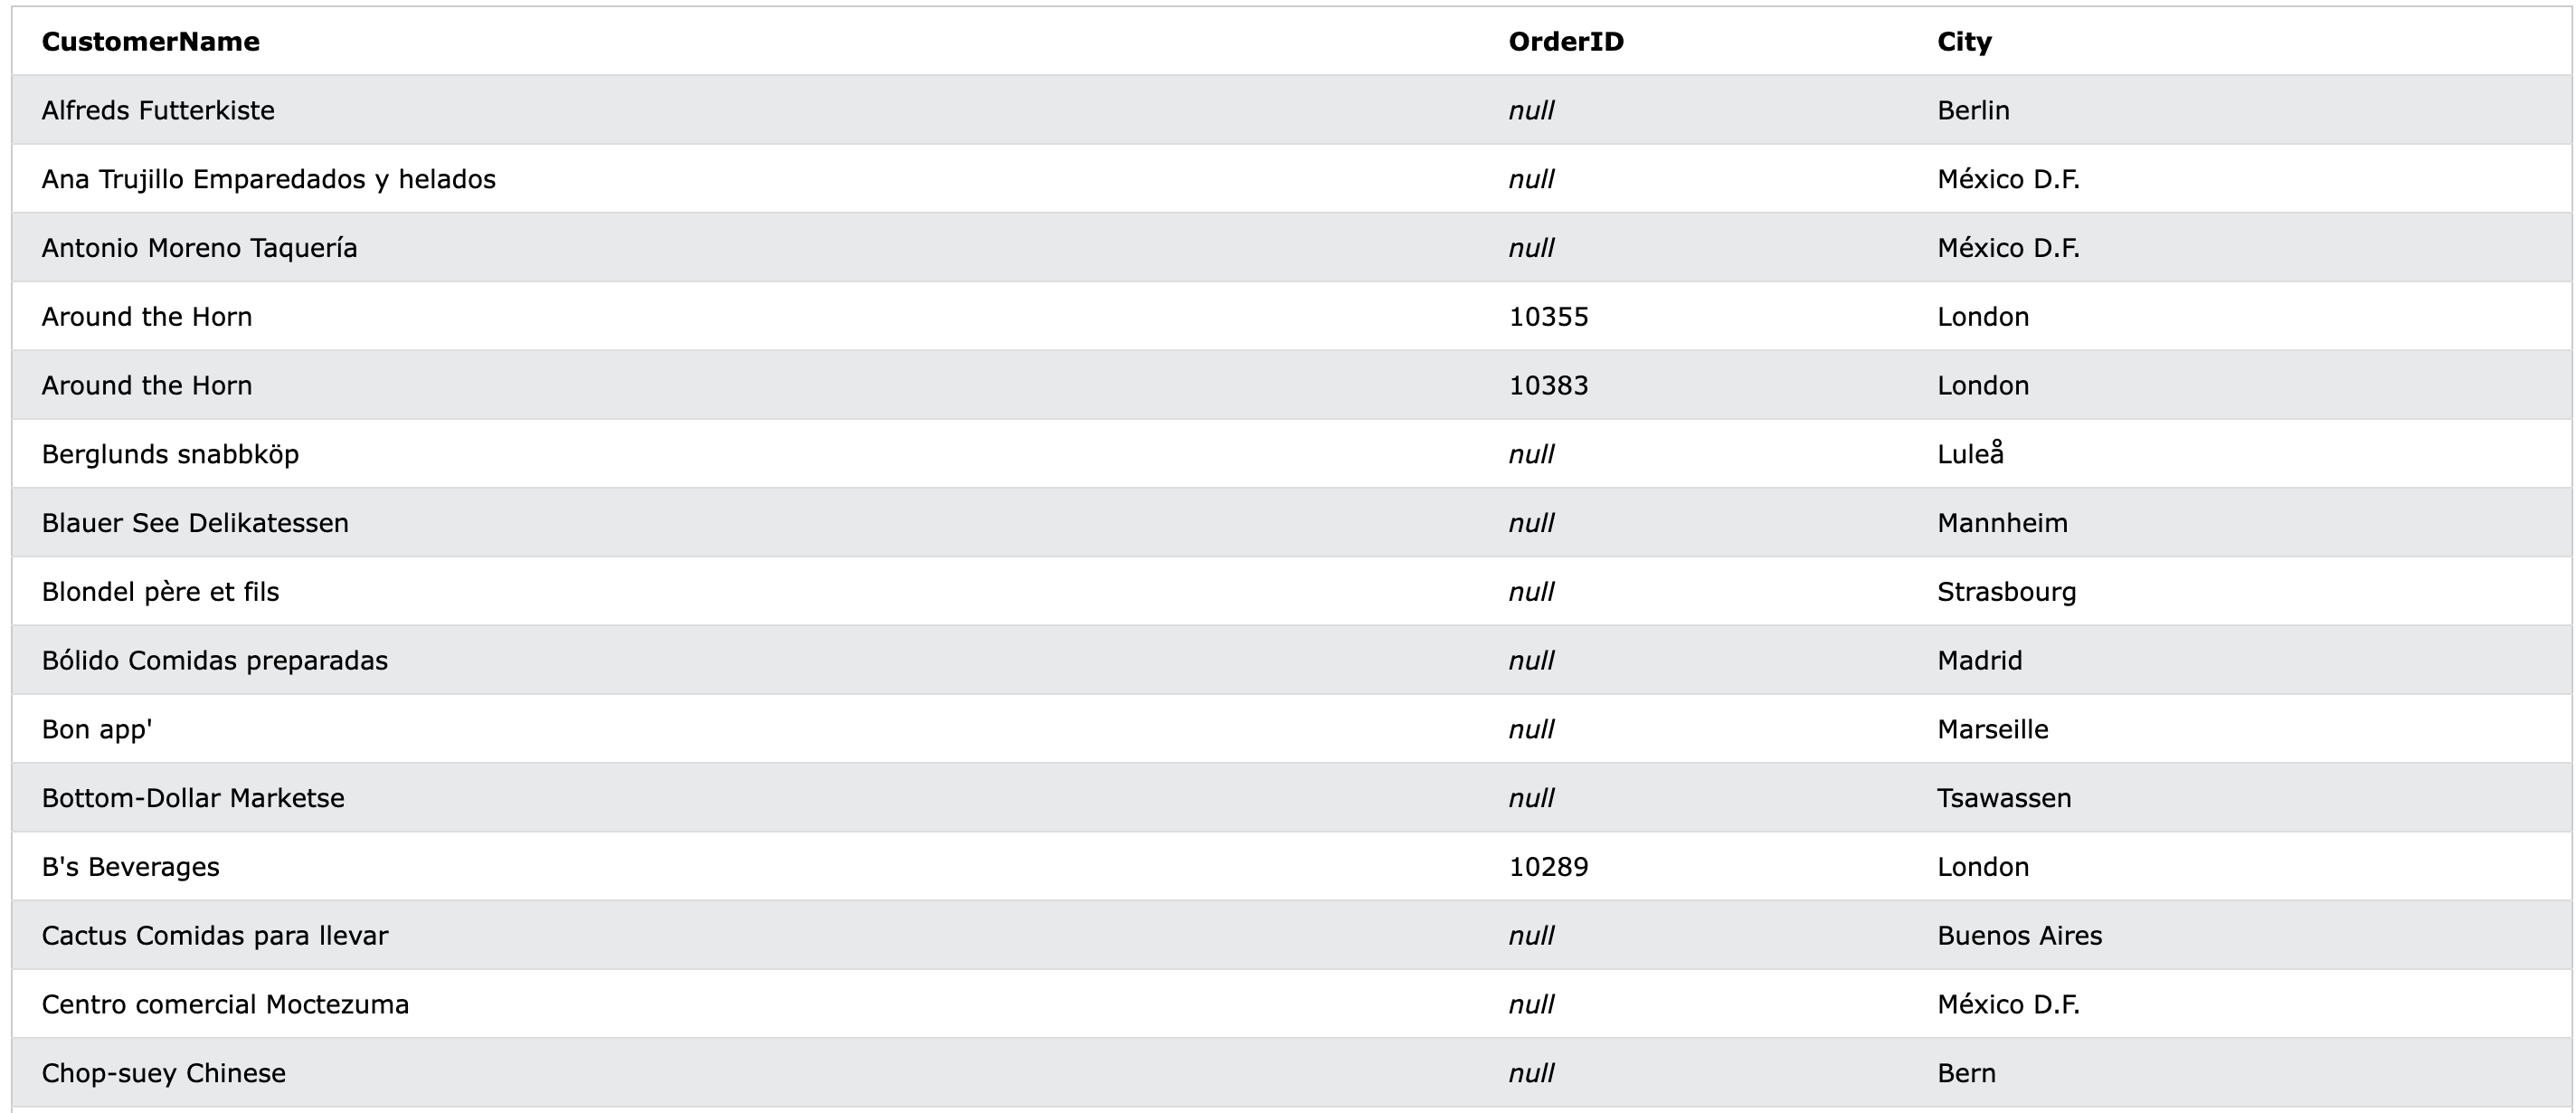 CustomerName OrderID City
Alfreds Futterkiste null Berlin
Ana Trujillo Emparedados y helados null México D.F.
Antonio Moreno Taquería null México D.F.
Around the Horn 10355 London
Around the Horn 10383 London
Berglunds snabbköp null Luleå
Blauer See Delikatessen null Mannheim
Blondel père et fils null Strasbourg
Bólido Comidas preparadas null Madrid
Bon app' null Marseille
Bottom-Dollar Marketse null Tsawassen
B's Beverages 10289 London
Cactus Comidas para llevar null Buenos Aires
Centro comercial Moctezuma null México D.F.
Chop-suey Chinese null Bern